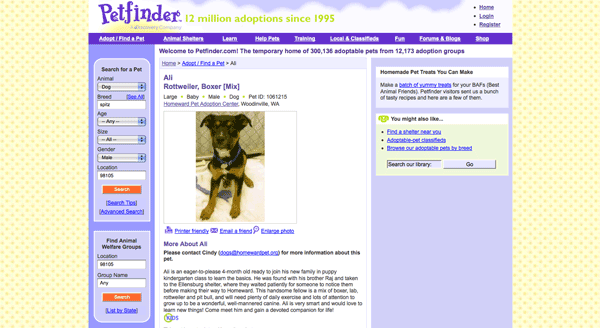 Petfinder
12 million adoptions since 1995
Home
Login
Register
Adopt / Find a Pet Animal Shelters Learn Help Pets Training Local & Classifieds Fun Forums & Blogs Shop
Welcome to Petfinder.com! The temporary home of 300,136 adoptable pets from 12,173 adoption groups
Search for a Pet
Animal
Dog
Breed (See All)
spitz
Age
-- Any --
Size
-- All --
Gender
Male
Location
98105
Search
[Search Tips]
[Advanced Search]
Find Animal
Welfare Groups
Location
98105
Group Name
Any
Search
[List by State]
Home > Adopt / Find a Pet > Ali
Ali
Rottweiler, Boxer [Mix]
Large Baby Male Dog Pet ID: 1061215
Homeward Pet Adoption Center, Woodinville, WA
Printer friendly Email a friend Enlarge photo
More About Ali
Please contact Cindy (dogs@homewardpet.org) for more information about this
pet.
Ali is an eager-to-please 4-month old ready to join his new family in puppy
kindergarten class to learn the basics. He was found with his brother Raj and taken
to the Ellensburg shelter, where they waited patiently for someone to notice them
before making their way to Homeward. This handsome fellow is a mix of boxer, lab,
rottweiler and pit bull, and will need plenty of daily exercise and lots of attention to
grow up to be a wonderful, well-mannered canine. Ali is very smart and would love to
learn new things! Come meet him and gain a devoted companion for life!
KIDS
Homemade Pet Treats You Can Make
Make a batch of yummy treats for your BAFs (Best
Animal Friends). Petfinder visitors sent us a bunch
of tasty recipes and here are a few of them.
You might also like...
Find a shelter near you
Adoptable-pet classifieds
Browse our adoptable pets by breed
Search our library: Go